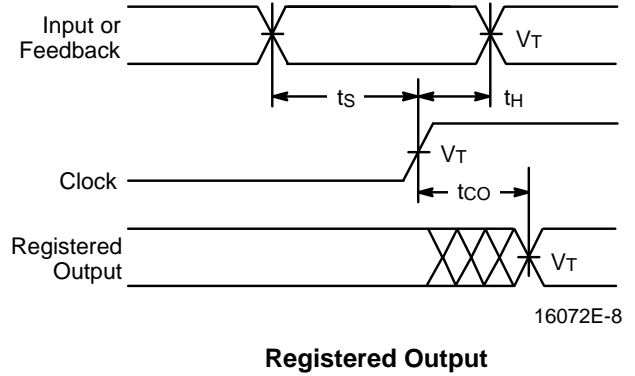 Input or
Feedback
VT
tS
tH
VT
Clock
tCO
Registered
Output
VT
16072E-8
Registered Output